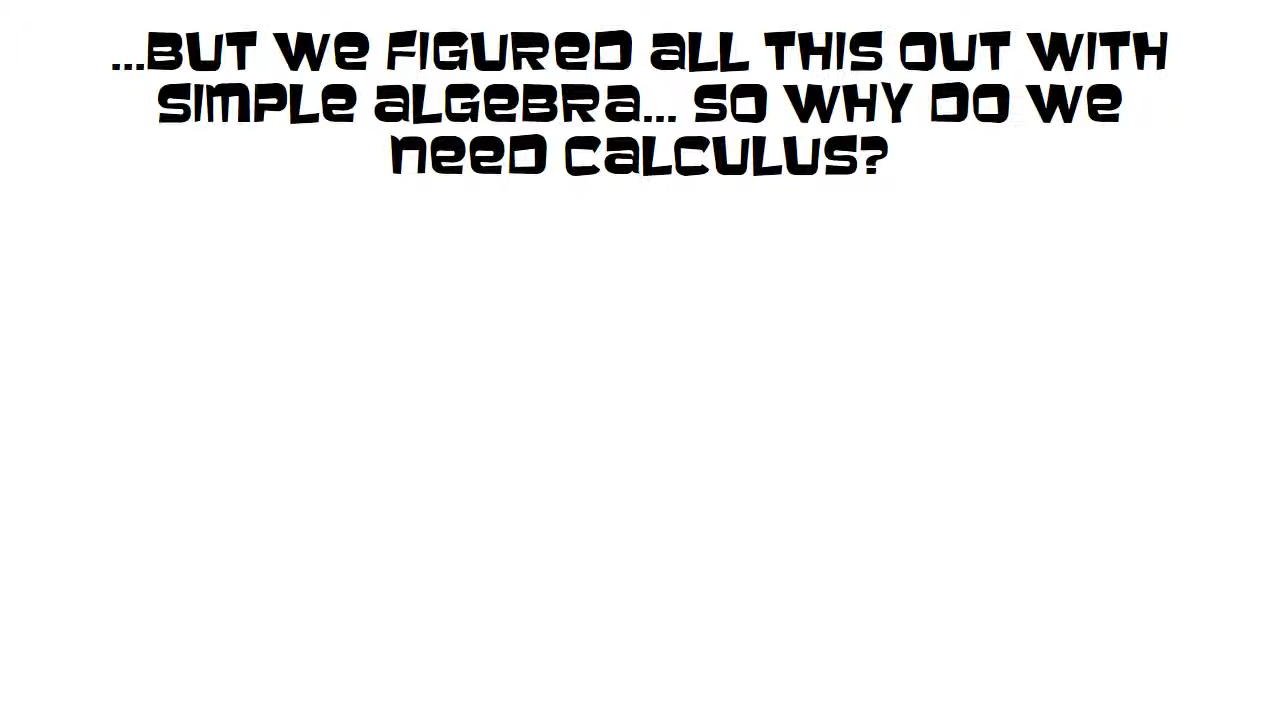 ...BUT WE FIGURED ALL THIS OUT WITH
SIMPLE ALGEBRA... SO WHY DO WE
NEED CALCULUS?